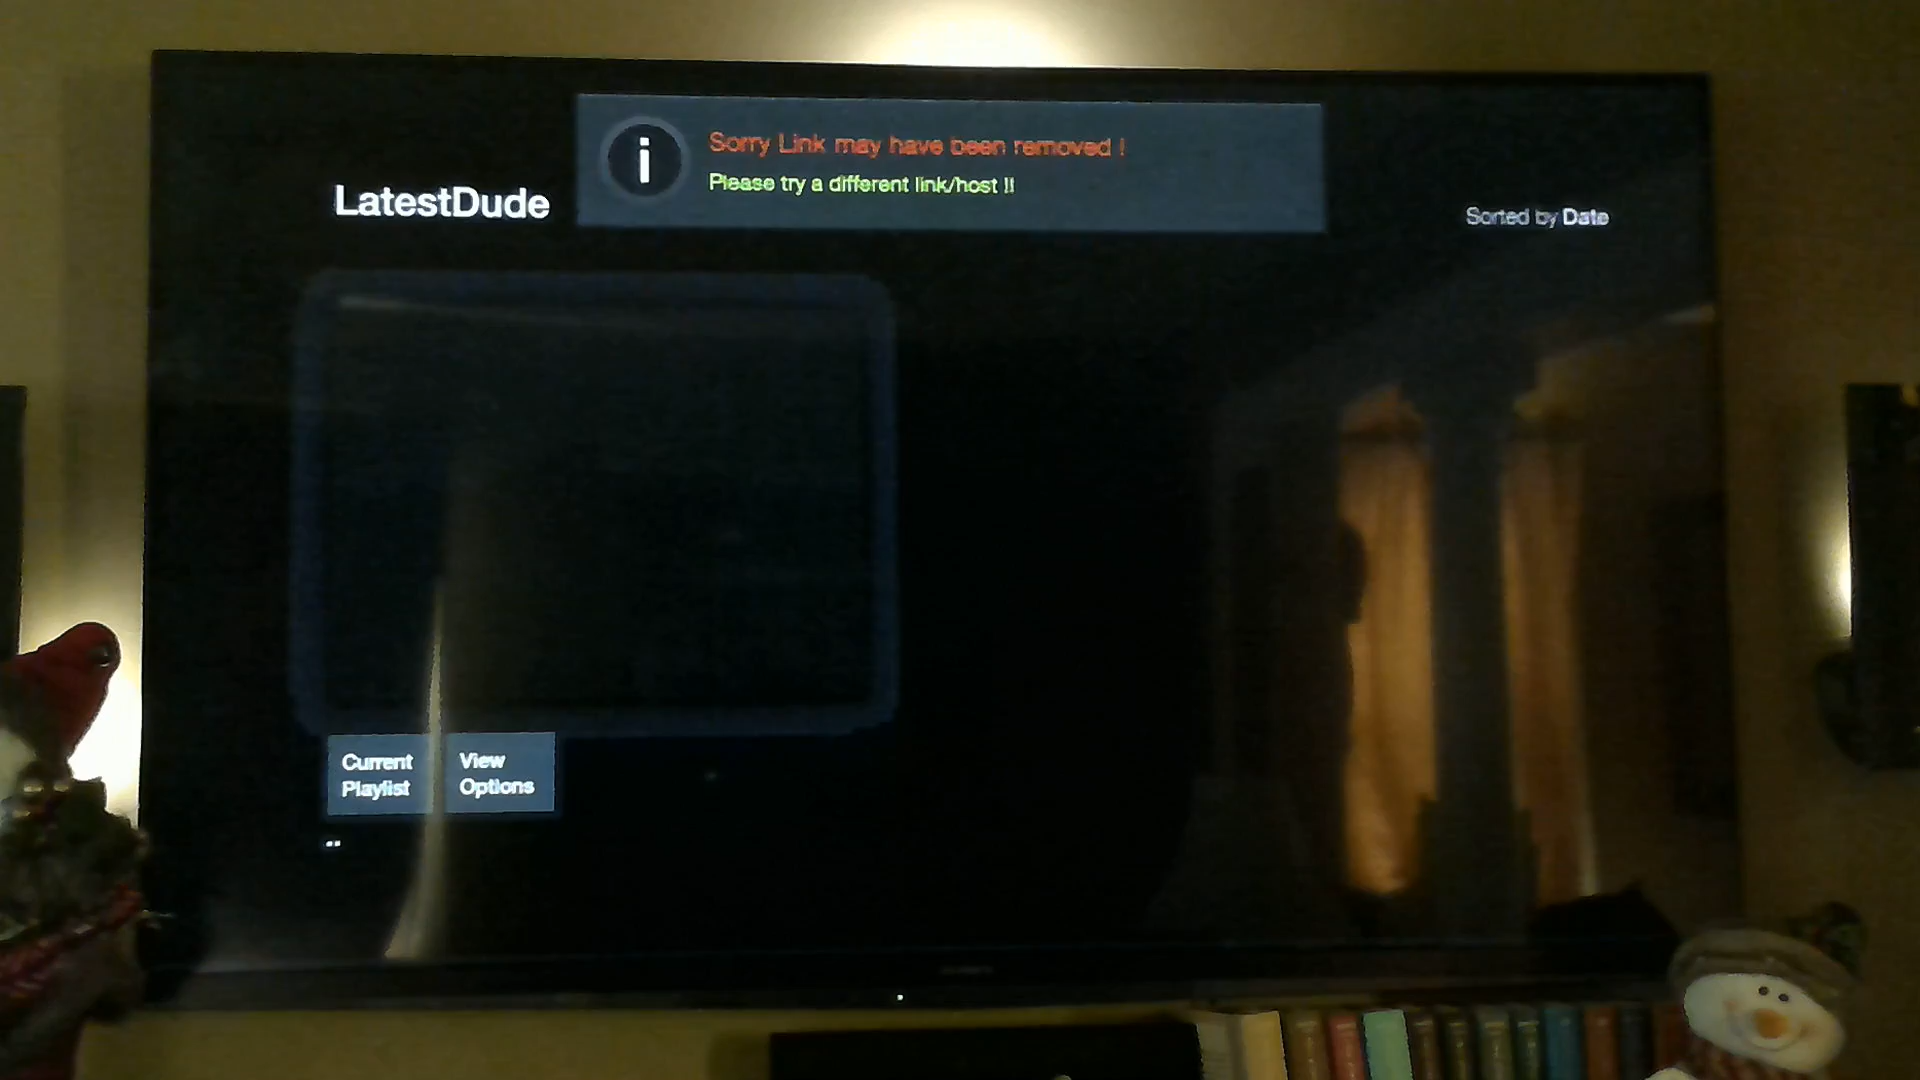 Sorry Link may have been removed !
Please try a different link/host !!
LatestDude
Sorted by Date
Current
Playlist
View
Options
..